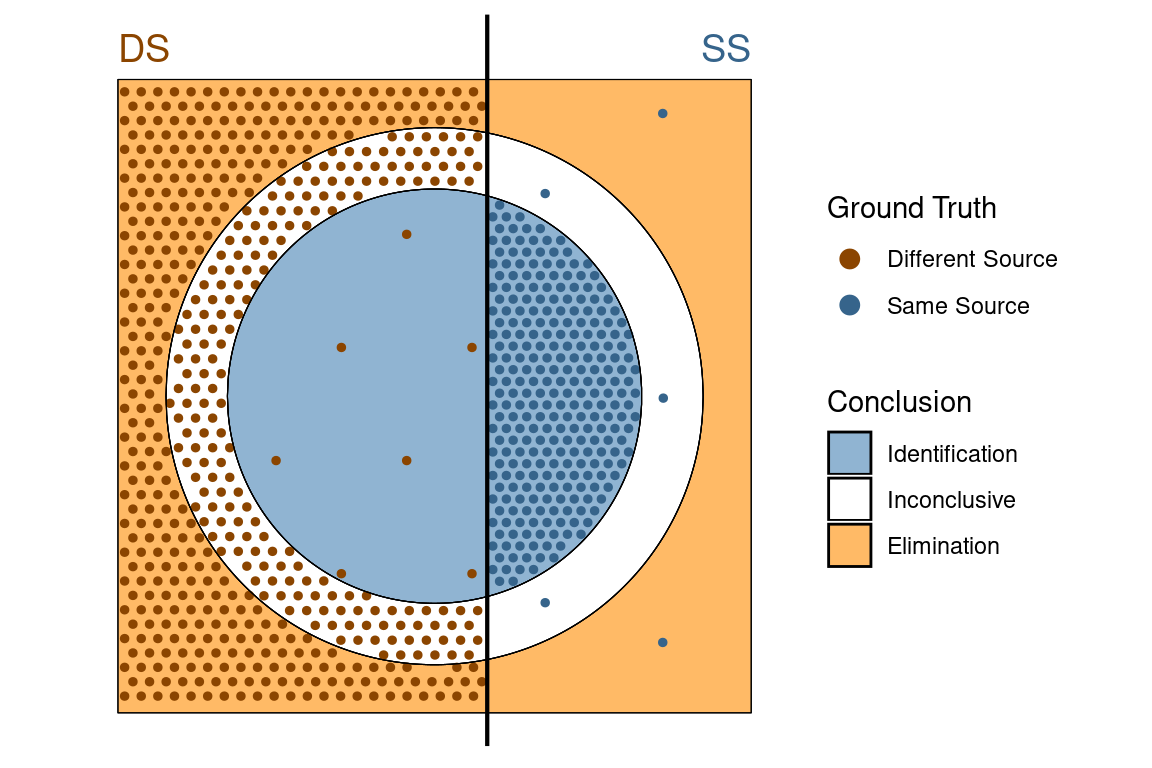 DS
SS
Ground Truth
Different Source
Same Source
Conclusion
Identification
Inconclusive
Elimination